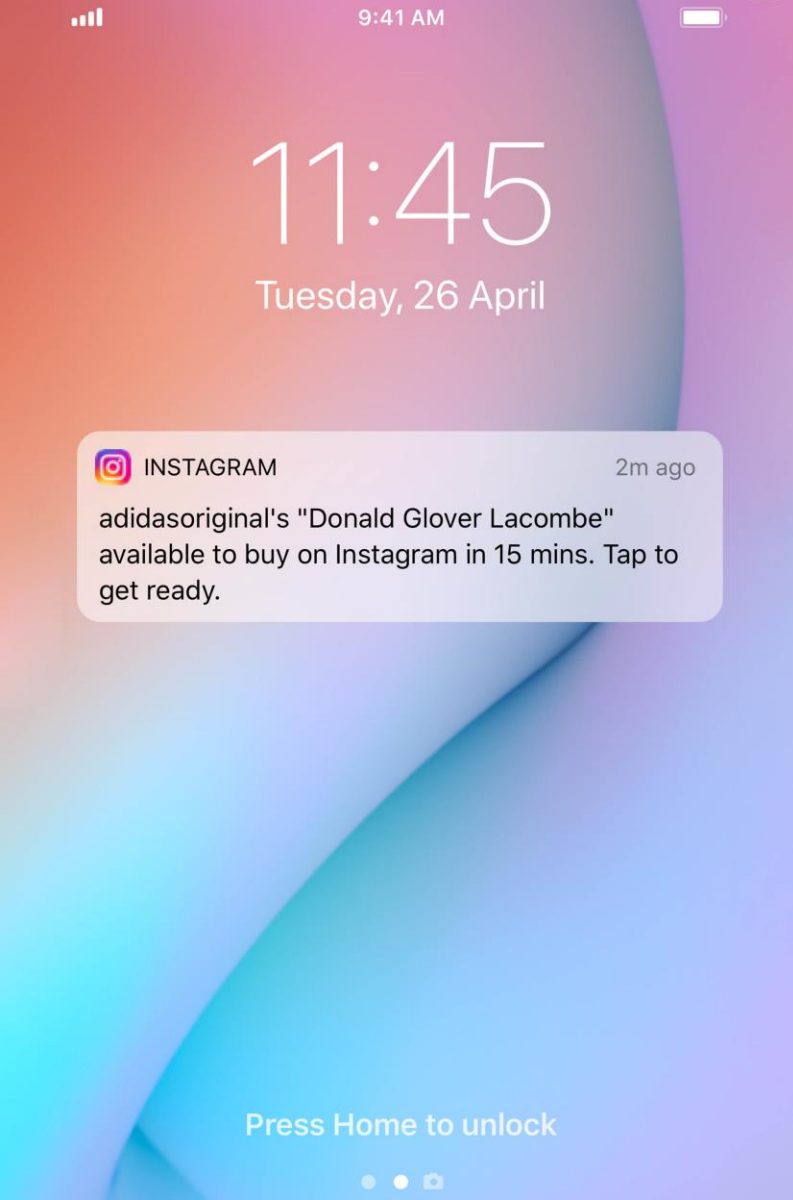 9:41 AM
11:45
Tuesday, 26 April
INSTAGRAM 2m ago
adidasoriginal's "Donald Glover Lacombe"
available to buy on Instagram in 15 mins. Tap to
get ready.
Press Home to unlock